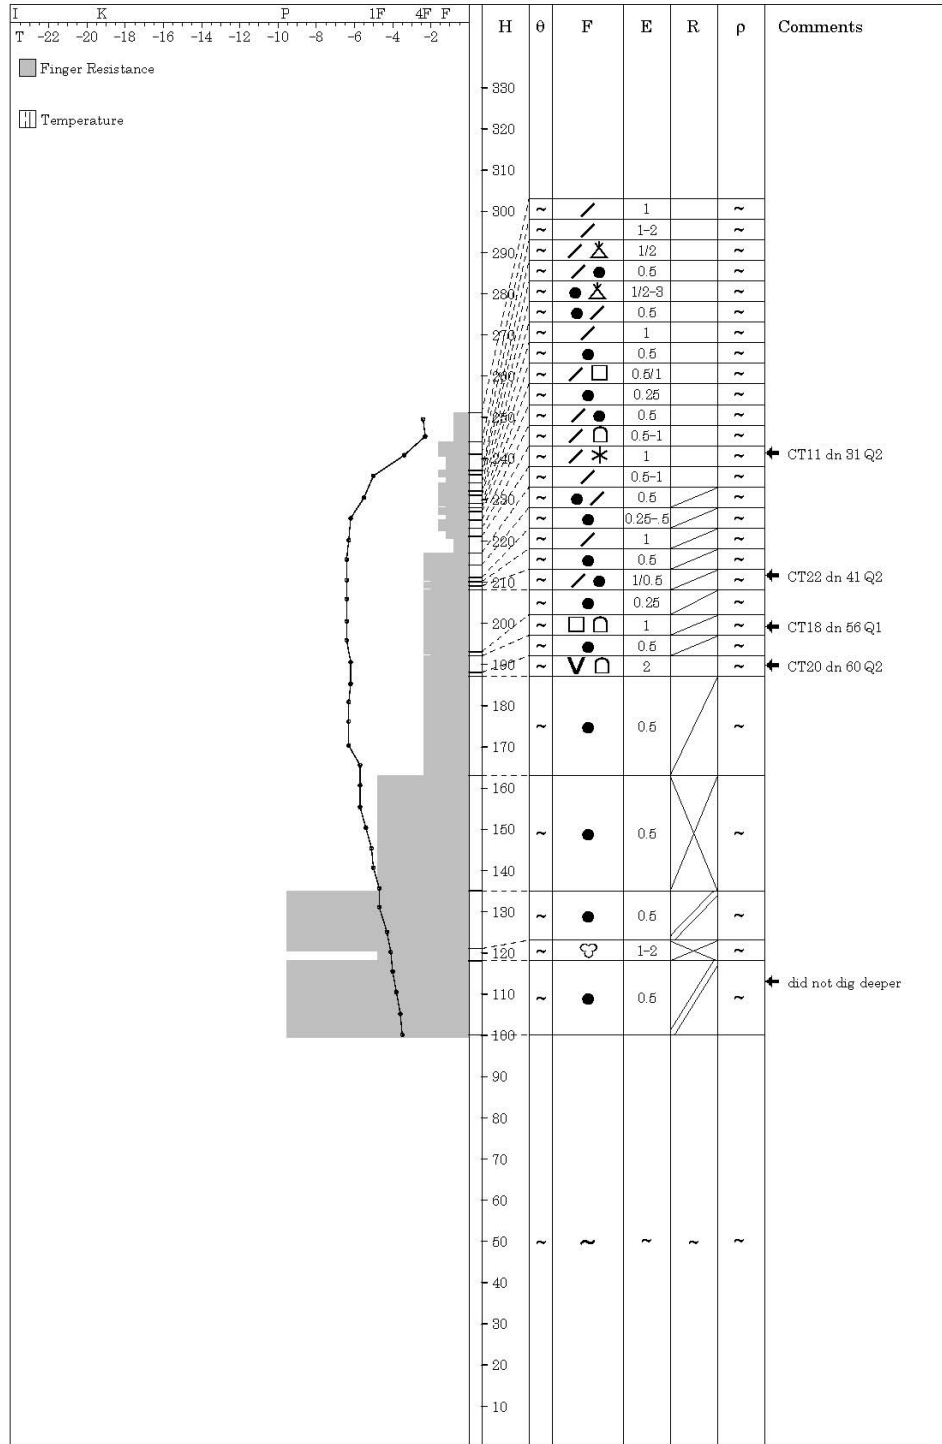 I K P 1F 4F F
T -22 -20 -18 -16 -14 -12 -10 -8 -6 -4 -2 H θ F E R ρ Comments
Finger Resistance
Temperature
330
320
310
300 ~ 1 ~
~ 1-2 ~
290 ~ 1/2 ~
~ 0.5 ~
280 ~ 1/2-3 ~
~ 0.5 ~
270 ~ 1 ~
~ 0.5 ~
260 ~ 0.5/1 ~
~ 0.25 ~
250 ~ 0.5 ~
~ 0.5-1 ~
240 ~ 1 ~ CT11 dn 31 Q2
~ 0.5-1 ~
230 ~ 0.5 ~
~ 0.25-.5 ~
220 ~ 1 ~
~ 0.5 ~
210 ~ 1/0.5 ~ CT22 dn 41 Q2
~ 0.25 ~
200 ~ 1 ~ CT18 dn 56 Q1
~ 0.5 ~
190 ~ 2 ~ CT20 dn 60 Q2
180
~ 0.5 ~
170
160
150 ~ 0.5 ~
140
130 ~ 0.5 ~
120 ~ 1-2 ~
did not dig deeper
110 ~ 0.5 ~
100
90
80
70
60
50 ~ ~ ~ ~ ~
40
30
20
10